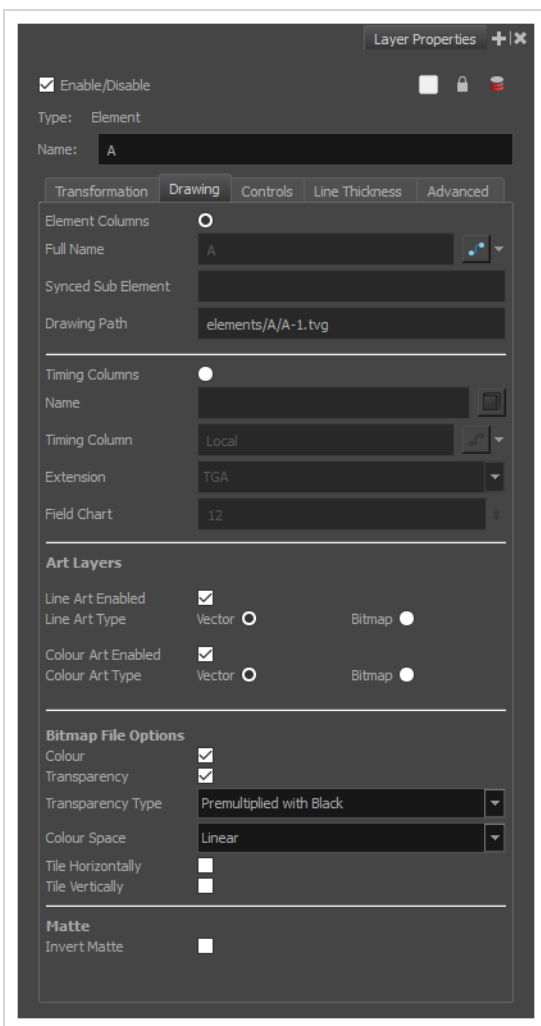 Layer Properties
Enable/Disable
Type: Element
Name: A
Transformation Drawing Controls Line Thickness Advanced
Element Columns
Full Name A
Synced Sub Element
Drawing Path elements/A/A-1.tvg
Timing Columns
Name
Timing Column Local
Extension TGA
Field Chart 12
Art Layers
Line Art Enabled
Line Art Type Vector Bitmap
Colour Art Enabled
Colour Art Type Vector Bitmap
Bitmap File Options
Colour
Transparency
Transparency Type Premultiplied with Black
Colour Space Linear
Tile Horizontally
Tile Vertically
Matte
Invert Matte